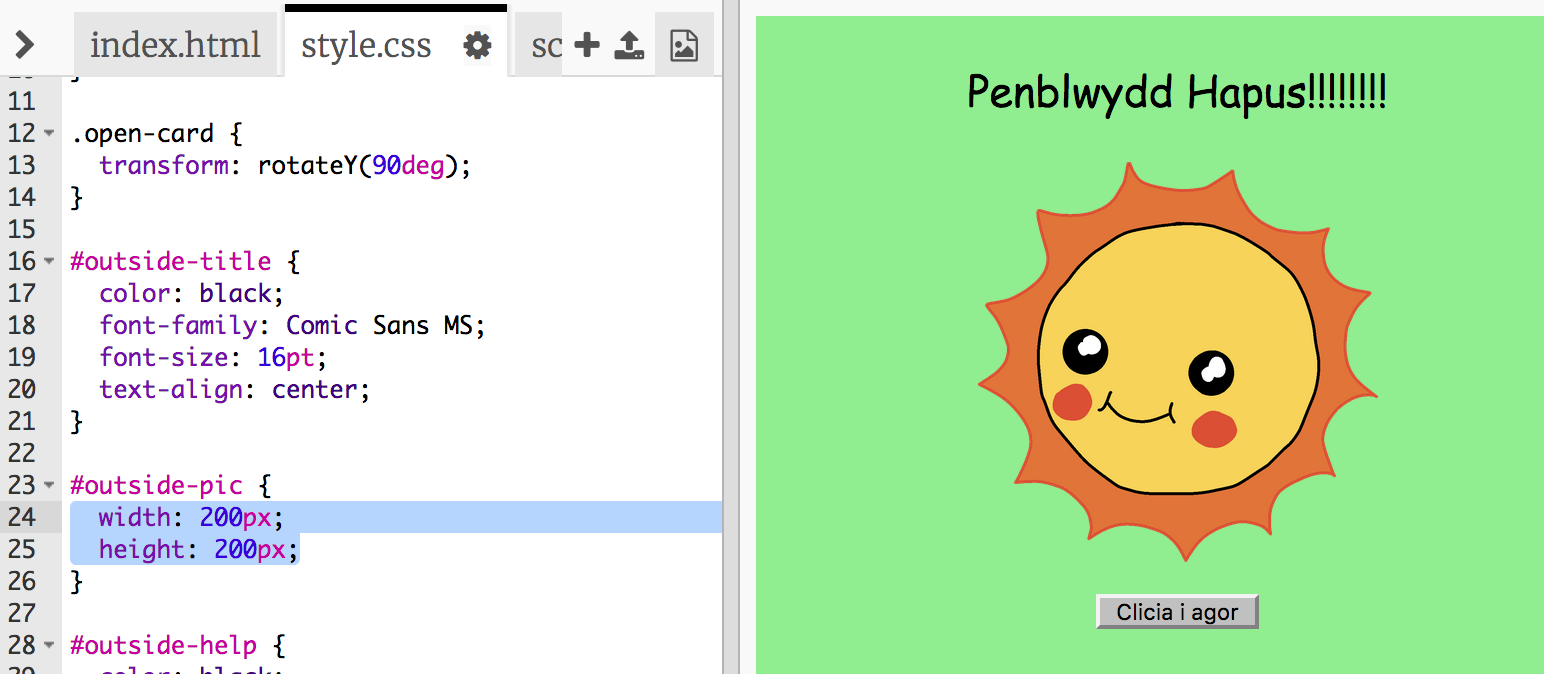 index.html style.css sc
11
12 .open-card {
13 transform: rotateY(90deg);
14 }
15
16 #outside-title {
17 color: black;
18 font-family: Comic Sans MS;
19 font-size: 16pt;
20 text-align: center;
21 }
22
23 #outside-pic {
24 width: 200px;
25 height: 200px;
26 }
27
28 #outside-help {
Penblwydd Hapus!!!!!!!!
Clicia i agor